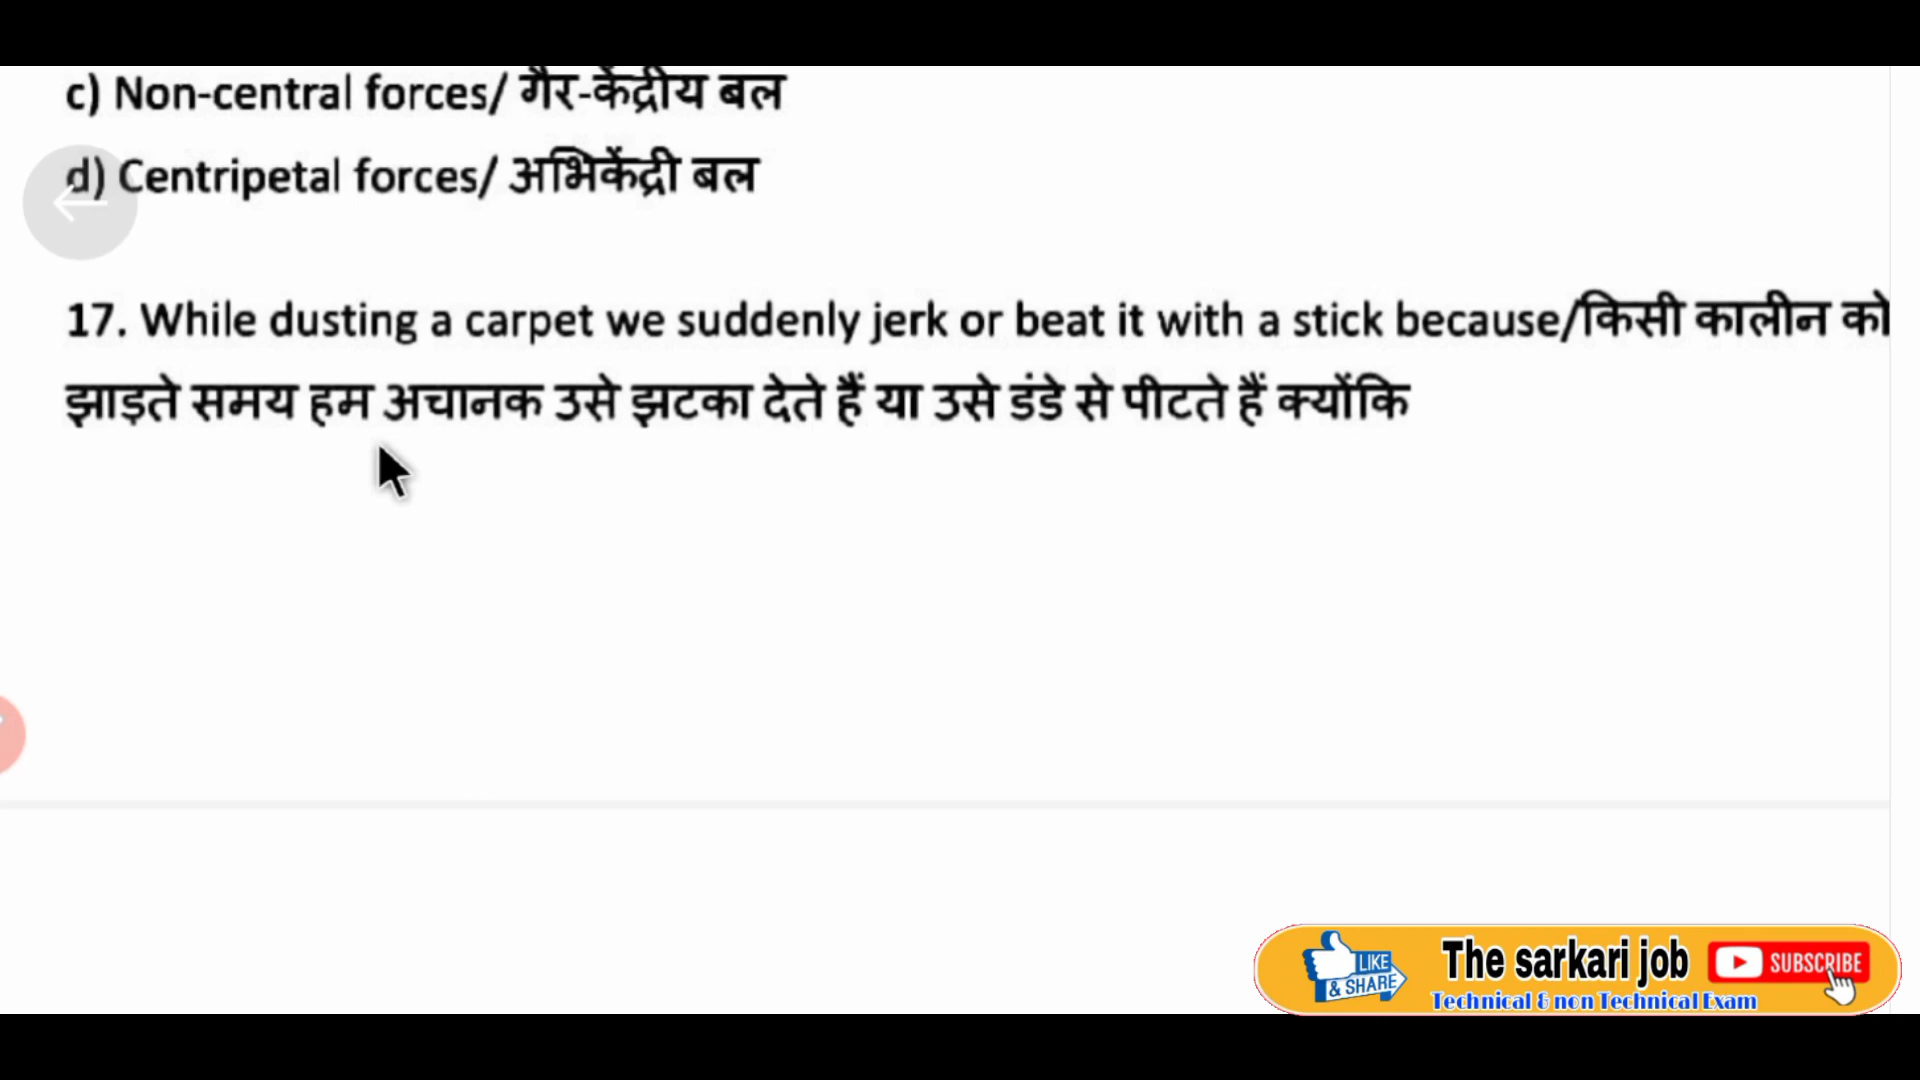 c) Non-central forces/ गैर-केंद्रीय बल
d) Centripetal forces/ अभिकेंद्री बल
17. While dusting a carpet we suddenly jerk or beat it with a stick because/किसी कालीन को
झाड़ते समय हम अचानक उसे झटका देते हैं या उसे डंडे से पीटते हैं क्योंकि
LIKE
& SHARE
The sarkari job
SUBSCRIBE
Technical & non Technical Exam